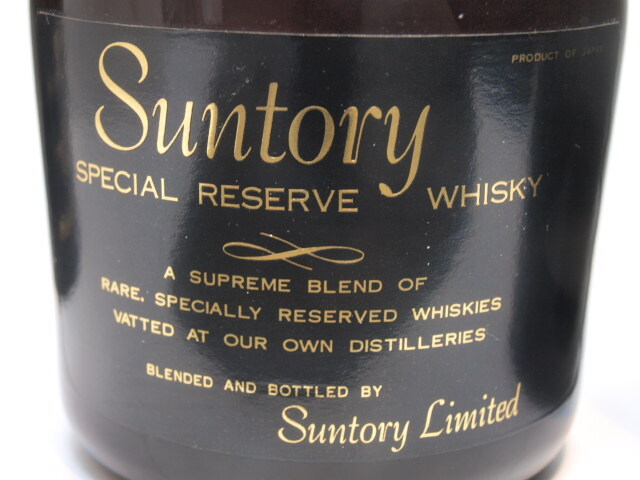 PRODUCT OF JAPAN
Suntory
SPECIAL RESERVE WHISKY
A SUPREME BLEND OF
RARE, SPECIALLY RESERVED WHISKIES
VATTED AT OUR OWN DISTILLERIES
BLENDED AND BOTTLED BY
Suntory Limited